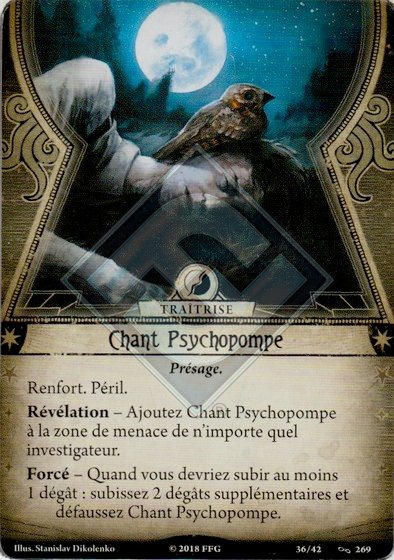 TRAÎTRISE
Chant Psychopompe
Présage.
Renfort. Péril.
Révélation – Ajoutez Chant Psychopompe
à la zone de menace de n'importe quel
investigateur.
Forcé – Quand vous devriez subir au moins
1 dégât : subissez 2 dégâts supplémentaires et
défaussez Chant Psychopompe.
Illus. Stanislav Dikolenko © 2018 FFG 36/42 269